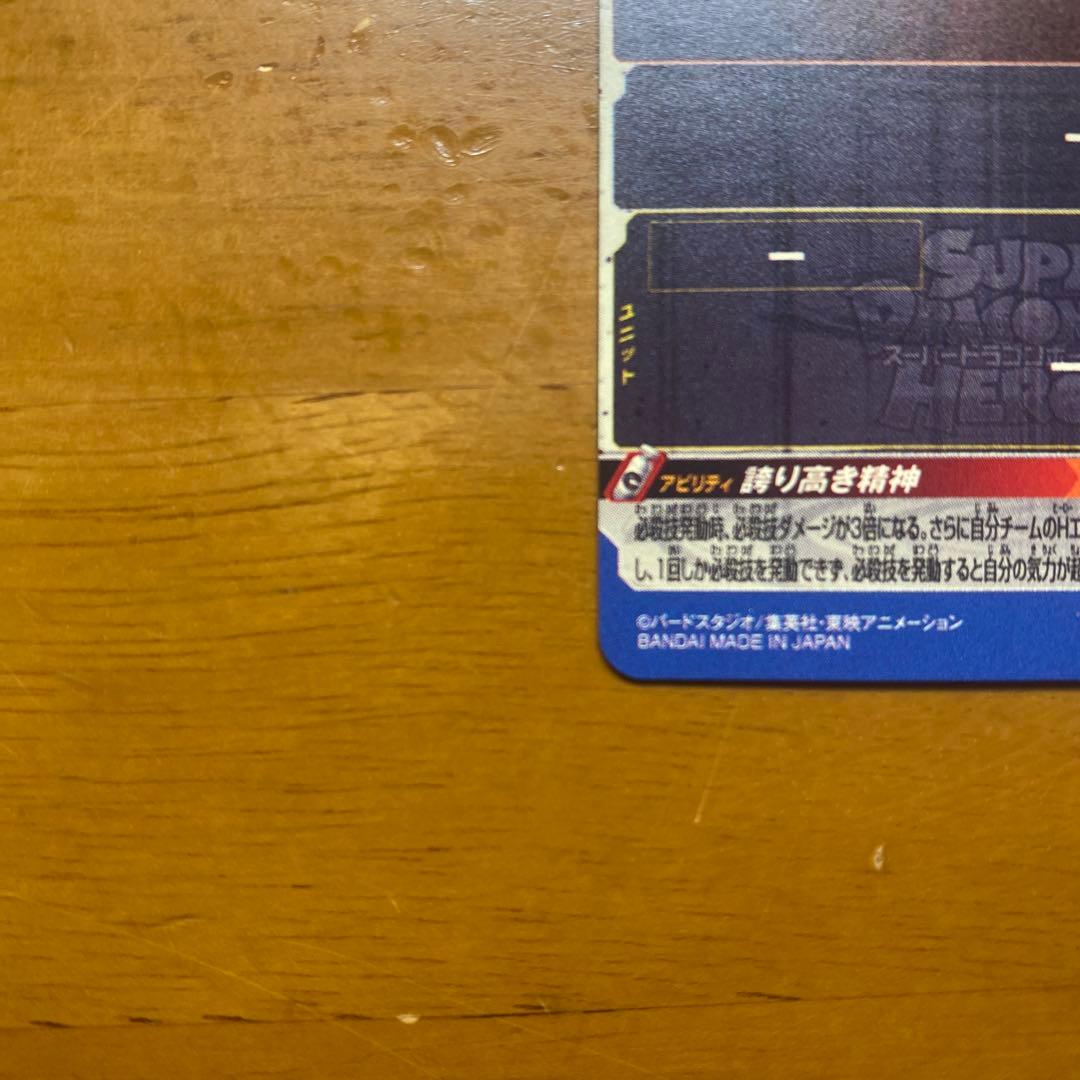 ー
SUPE
DRAGON
スーパードラゴン
HERO
ー
ユニット
アビリティ 誇り高き精神
必殺技発動時、必殺技ダメージが3倍になる。さらに自分チームのHエ
し、1回しか必殺技を発動できず、必殺技を発動すると自分の気力が超
©バードスタジオ/集英社・東映アニメーション
BANDAI MADE IN JAPAN